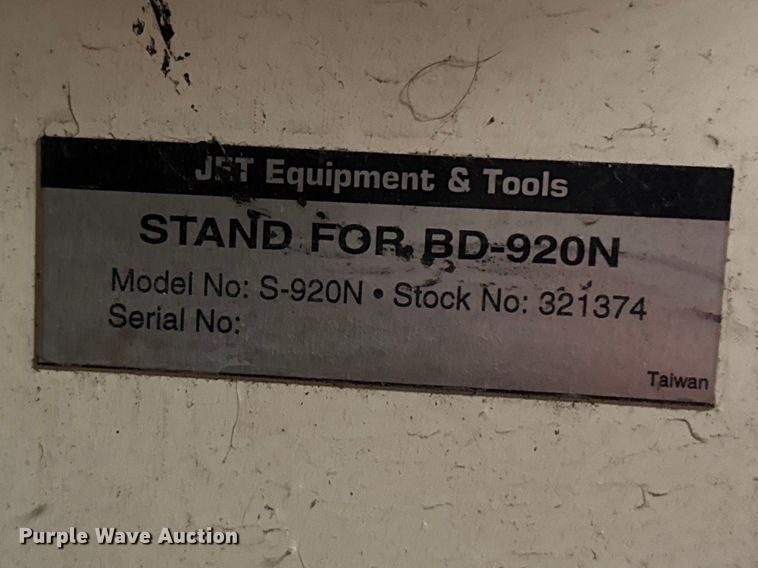 JET Equipment & Tools
STAND FOR BD-920N
Model No: S-920N • Stock No: 321374
Serial No:
Taiwan
Purple Wave Auction